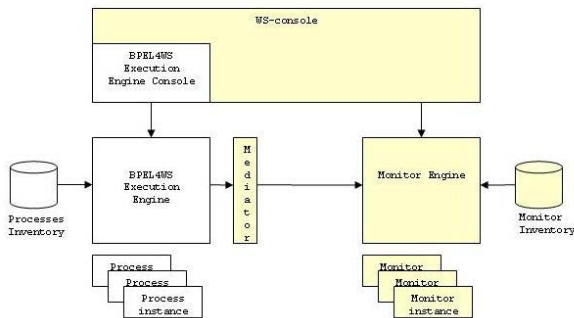 WS-console
BPEL4WS
Execution
Engine Console
BPEL4WS
Execution
Engine
Mediator
Monitor Engine
Processes
Inventory
Monitor
Inventory
Process
Process
Process
instance
Monitor
Monitor
Monitor
instance